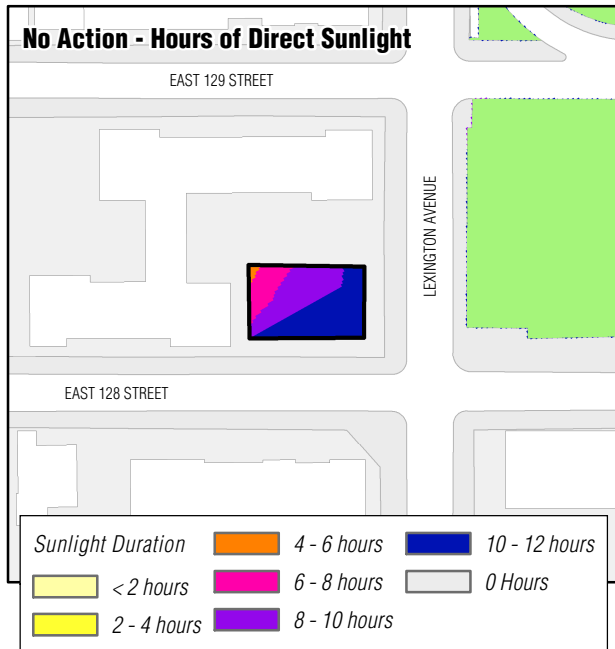 No Action - Hours of Direct Sunlight
EAST 129 STREET
LEXINGTON AVENUE
EAST 128 STREET
Sunlight Duration
< 2 hours
2 - 4 hours
4 - 6 hours
6 - 8 hours
8 - 10 hours
10 - 12 hours
0 Hours